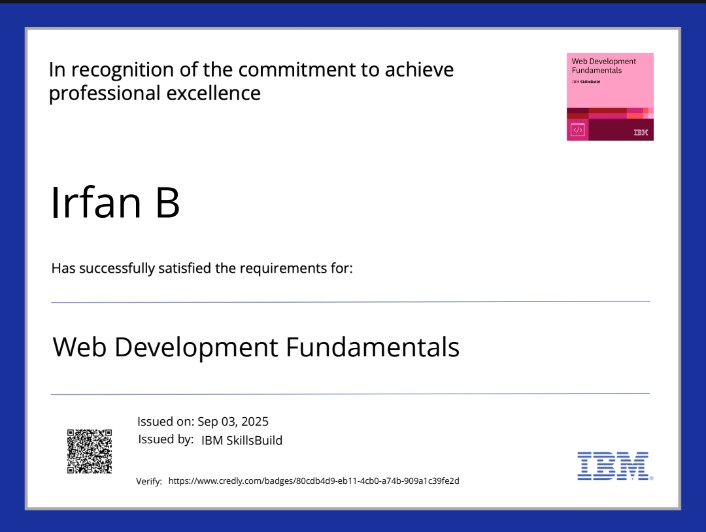 In recognition of the commitment to achieve
professional excellence
Web Development
Fundamentals
IBM SkillsBuild
</>
IBM
Irfan B
Has successfully satisfied the requirements for:
Web Development Fundamentals
Issued on: Sep 03, 2025
Issued by: IBM SkillsBuild
Verify: https://www.credly.com/badges/80cdb4d9-eb11-4cb0-a74b-909a1c39fe2d
IBM.